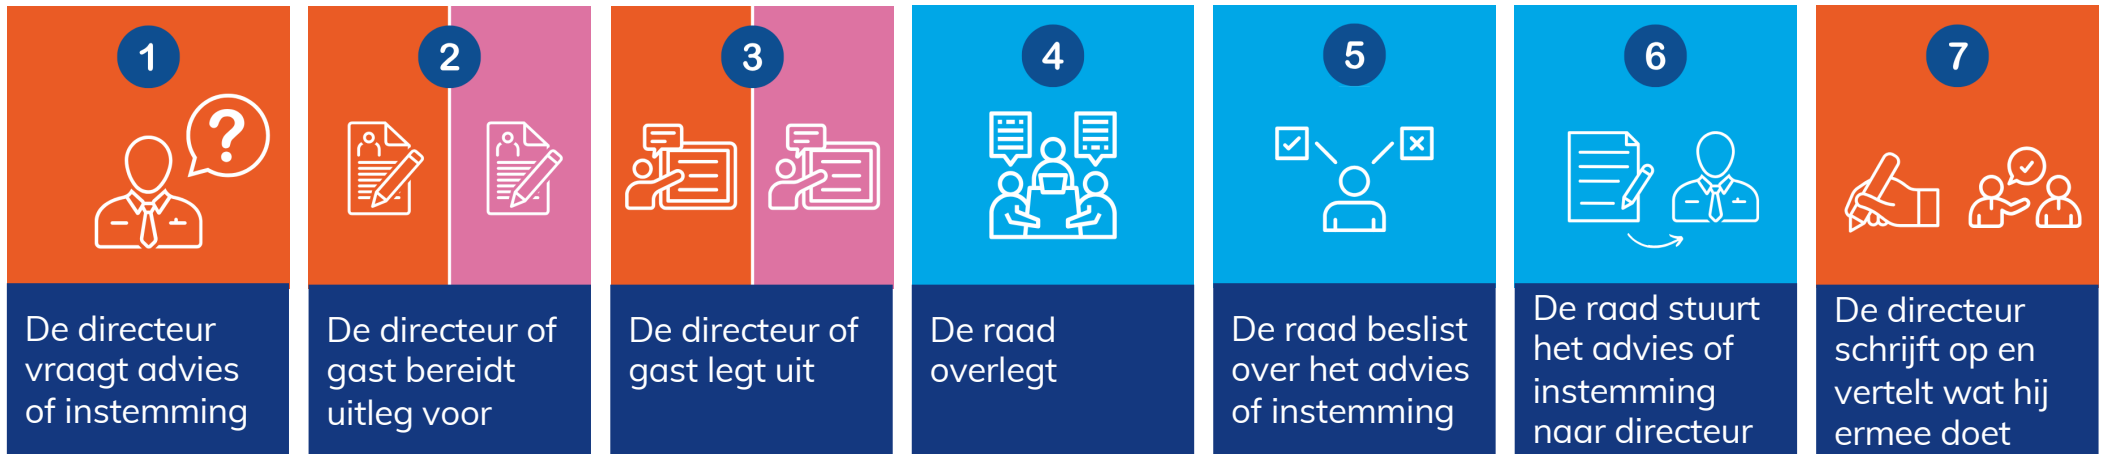 1
De directeur
vraagt advies
of instemming
2
De directeur of
gast bereidt
uitleg voor
3
De directeur of
gast legt uit
4
De raad
overlegt
5
De raad beslist
over het advies
of instemming
6
De raad stuurt
het advies of
instemming
naar directeur
7
De directeur
schrijft op en
vertelt wat hij
ermee doet